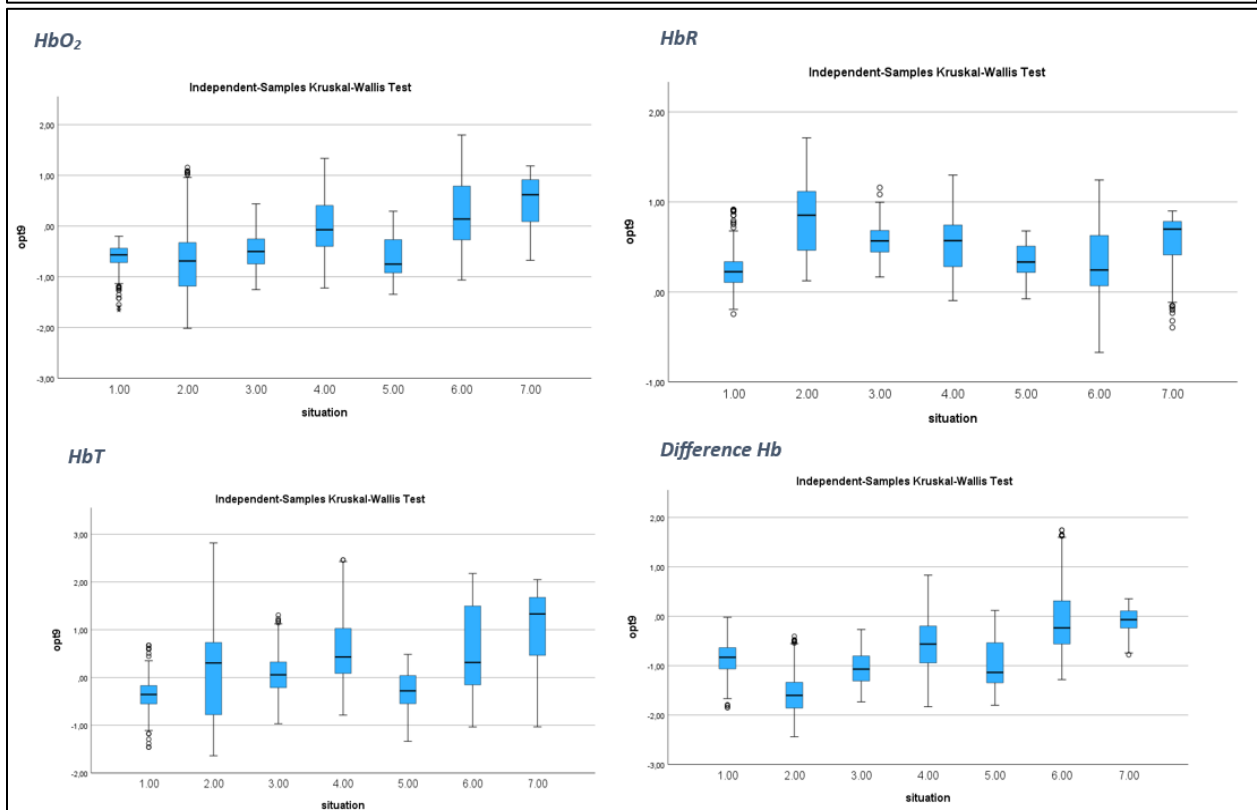 HbO₂
Independent-Samples Kruskal-Wallis Test
opt9
2,00
1,00
,00
-1,00
-2,00
-3,00
1.00 2.00 3.00 4.00 5.00 6.00 7.00
situation
HbR
Independent-Samples Kruskal-Wallis Test
opt9
2,00
1,00
,00
-1,00
1.00 2.00 3.00 4.00 5.00 6.00 7.00
situation
HbT
Independent-Samples Kruskal-Wallis Test
opt9
3,00
2,00
1,00
,00
-1,00
-2,00
1.00 2.00 3.00 4.00 5.00 6.00 7.00
situation
Difference Hb
Independent-Samples Kruskal-Wallis Test
opt9
2,00
1,00
,00
-1,00
-2,00
-3,00
1.00 2.00 3.00 4.00 5.00 6.00 7.00
situation